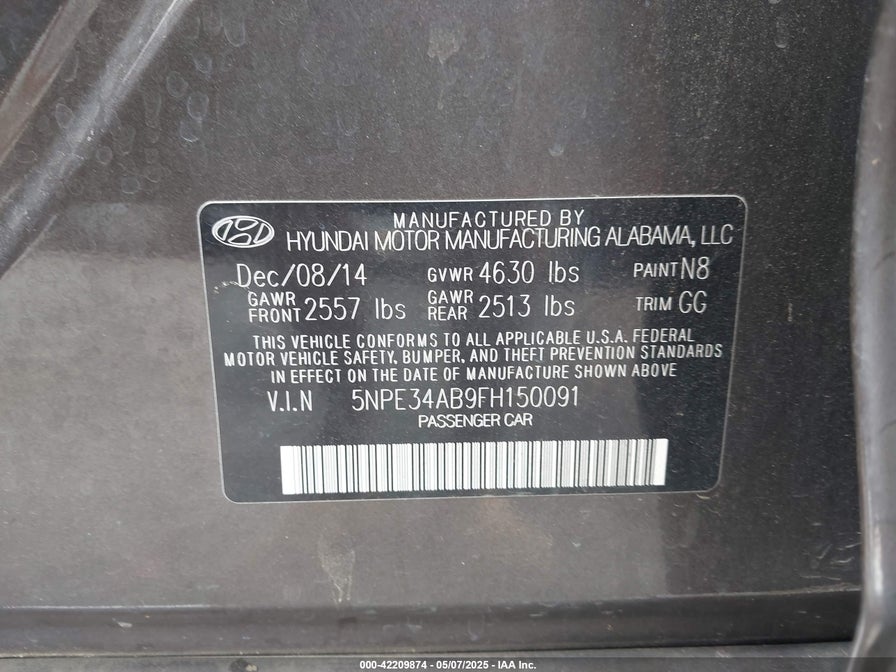 MANUFACTURED BY
HYUNDAI MOTOR MANUFACTURING ALABAMA, LLC
Dec/08/14 GVWR 4630 lbs PAINT N8
GAWR FRONT 2557 lbs GAWR REAR 2513 lbs TRIM GG
THIS VEHICLE CONFORMS TO ALL APPLICABLE U.S.A. FEDERAL
MOTOR VEHICLE SAFETY, BUMPER, AND THEFT PREVENTION STANDARDS
IN EFFECT ON THE DATE OF MANUFACTURE SHOWN ABOVE
V.I.N 5NPE34AB9FH150091
PASSENGER CAR
000-42209874 | 05/07/2025 - IAA Inc.